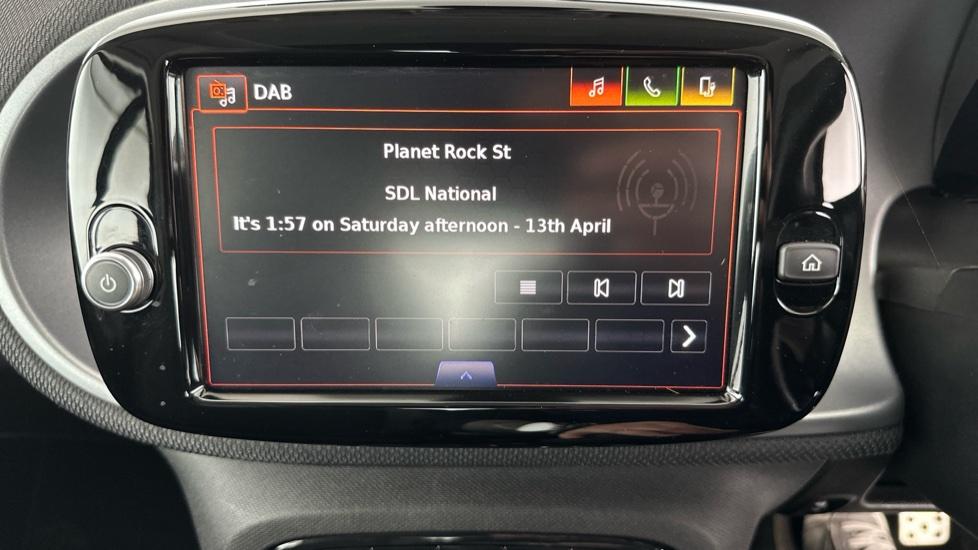 DAB
Planet Rock St
SDL National
It's 1:57 on Saturday afternoon - 13th April